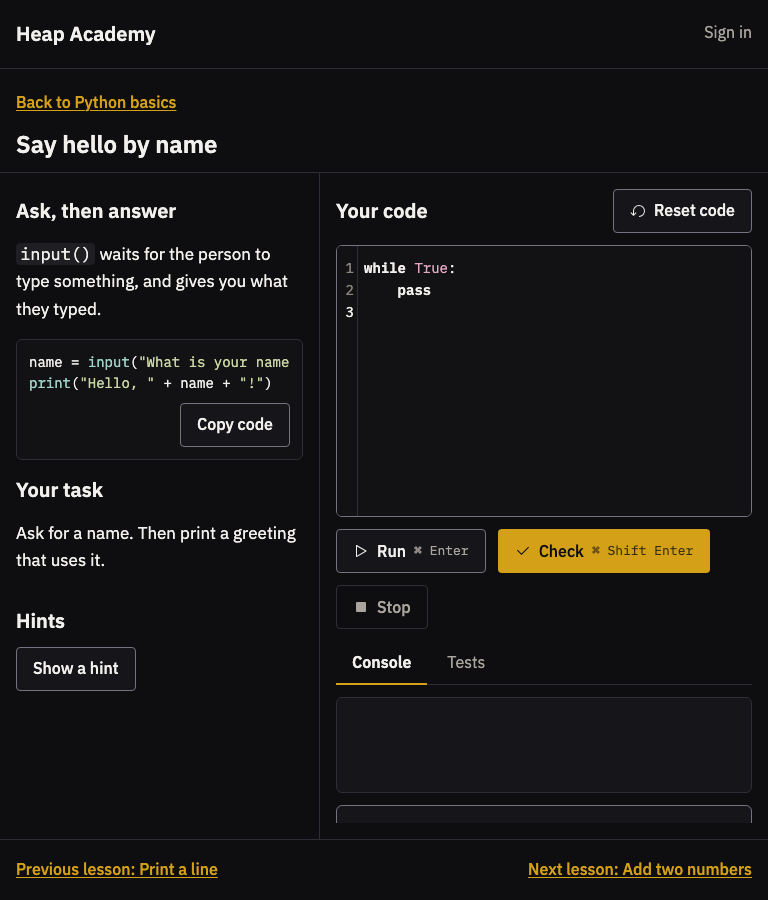 Heap Academy
Sign in
Back to Python basics
Say hello by name
Ask, then answer
input() waits for the person to
type something, and gives you what
they typed.
name = input("What is your name
print("Hello, " + name + "!")
Copy code
Your task
Ask for a name. Then print a greeting
that uses it.
Hints
Show a hint
Your code
Reset code
1 while True:
2     pass
3
Run ⌘ Enter
Check ⌘ Shift Enter
Stop
Console
Tests
Previous lesson: Print a line
Next lesson: Add two numbers